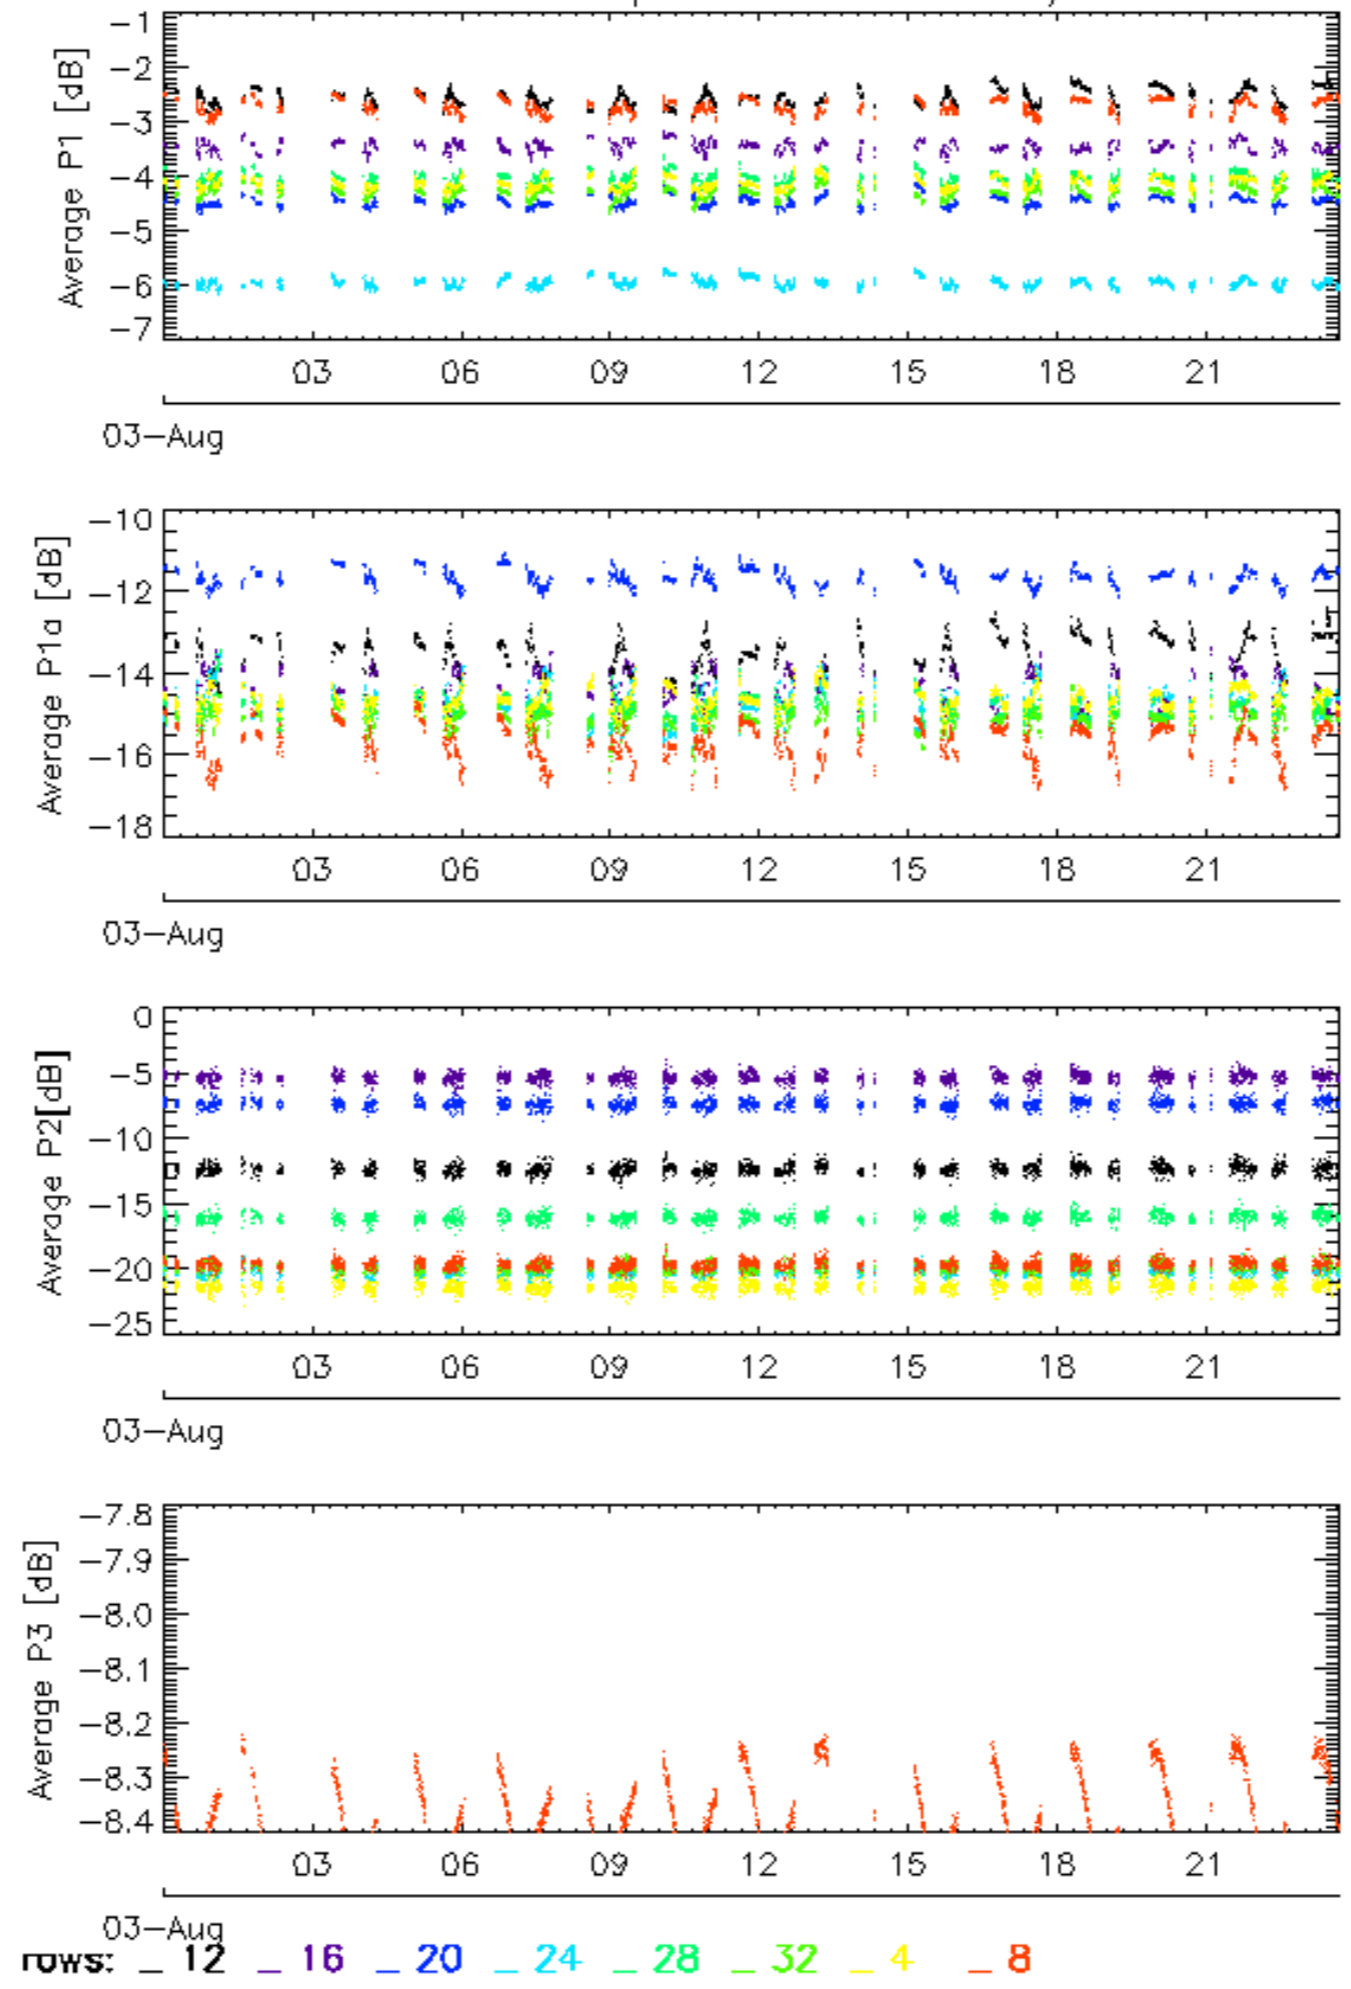 −1
−2
−3
−4
−5
−6
−7
Average P1 [dB]
03 06 09 12 15 18 21
03−Aug
−10
−12
−14
−16
−18
Average P1a [dB]
03 06 09 12 15 18 21
03−Aug
0
−5
−10
−15
−20
−25
Average P2[dB]
03 06 09 12 15 18 21
03−Aug
−7.8
−7.9
−8.0
−8.1
−8.2
−8.3
−8.4
Average P3 [dB]
03 06 09 12 15 18 21
03−Aug
rows: _ 12 _ 16 _ 20 _ 24 _ 28 _ 32 _ 4 _ 8